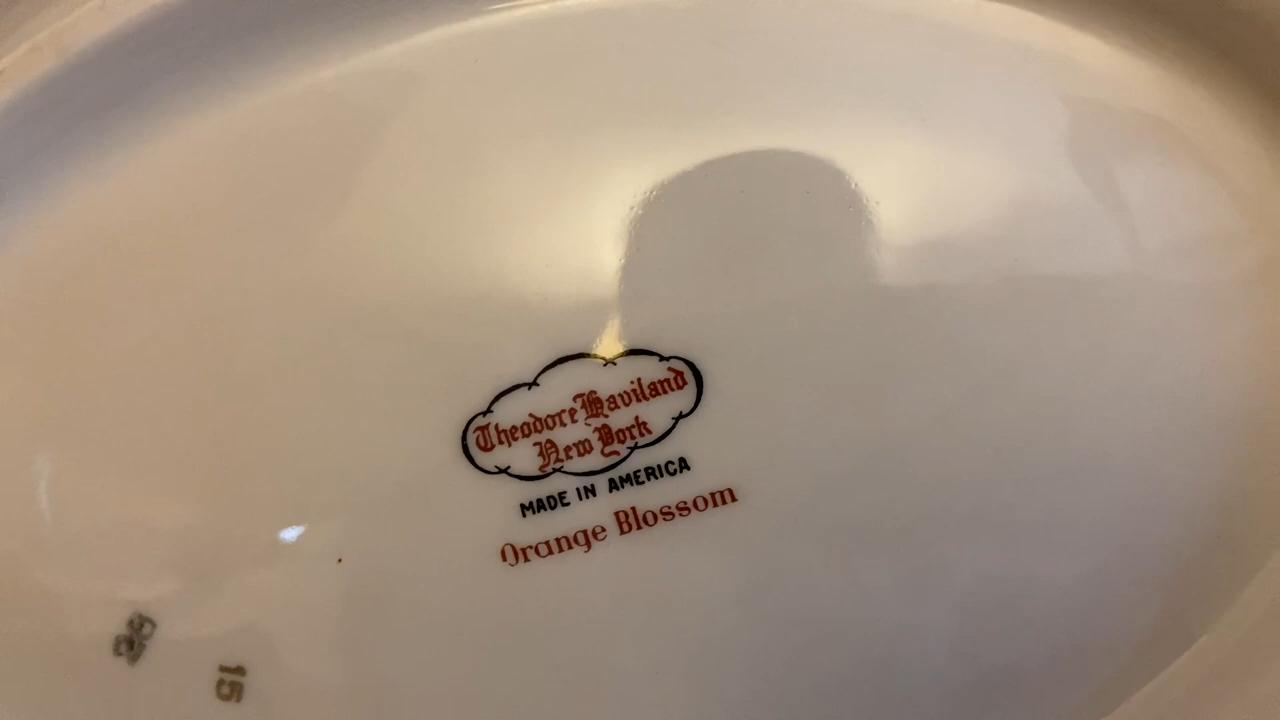 Theodore Haviland
New York
MADE IN AMERICA
Orange Blossom
15